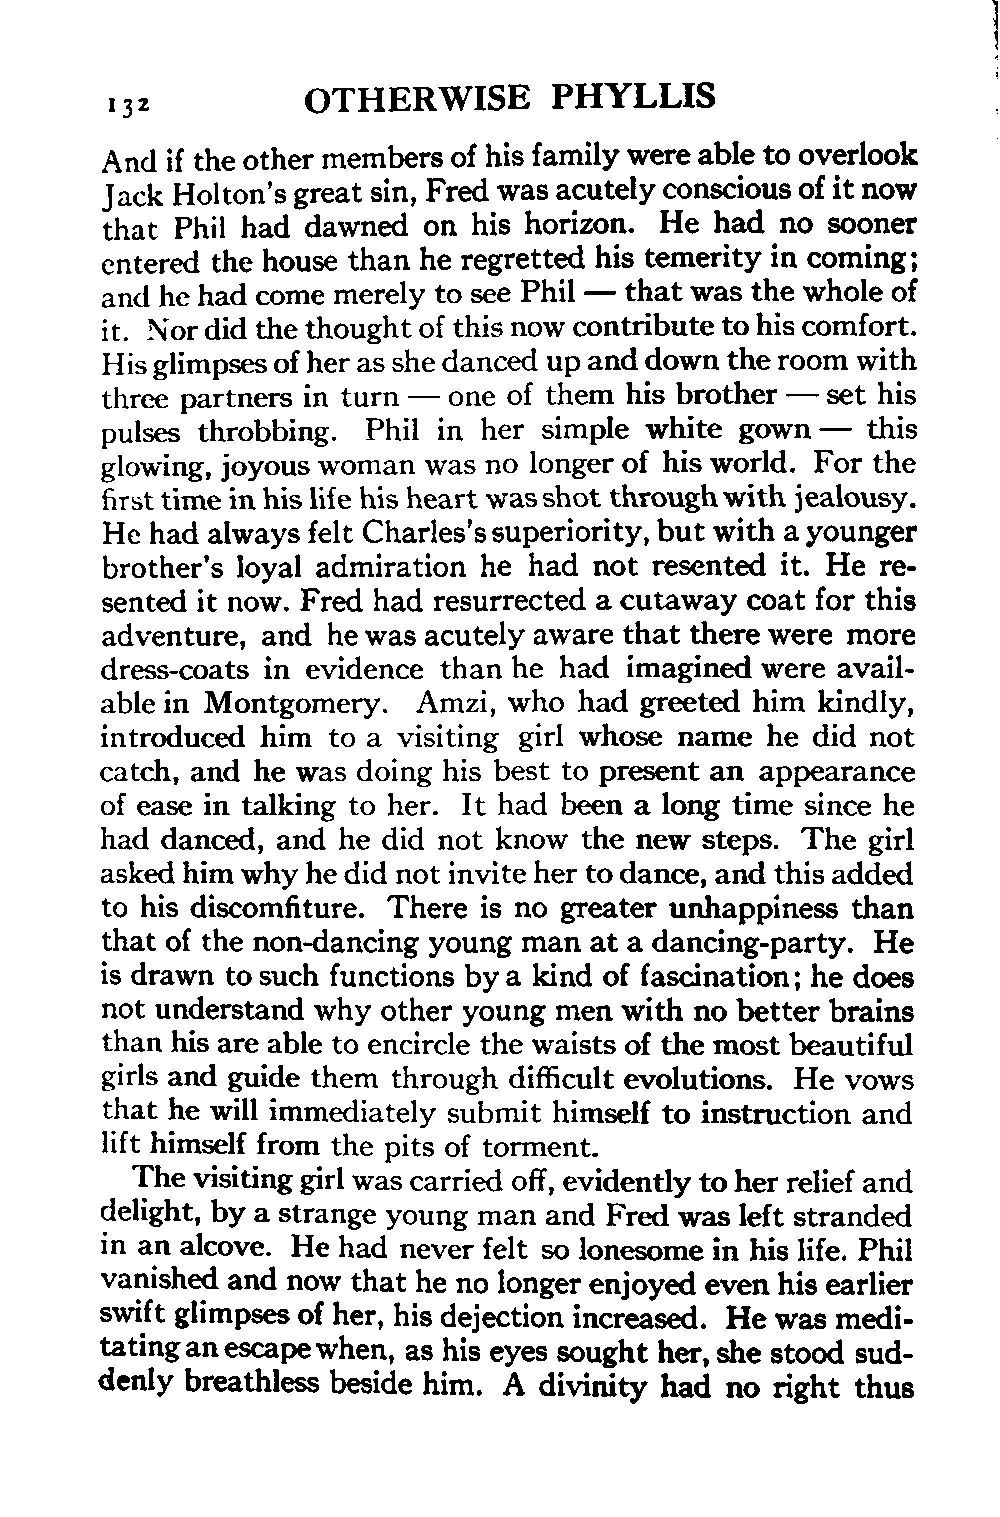 132 OTHERWISE PHYLLIS
And if the other members of his family were able to overlook
Jack Holton's great sin, Fred was acutely conscious of it now
that Phil had dawned on his horizon. He had no sooner
entered the house than he regretted his temerity in coming;
and he had come merely to see Phil — that was the whole of
it. Nor did the thought of this now contribute to his comfort.
His glimpses of her as she danced up and down the room with
three partners in turn — one of them his brother — set his
pulses throbbing. Phil in her simple white gown — this
glowing, joyous woman was no longer of his world. For the
first time in his life his heart was shot through with jealousy.
He had always felt Charles's superiority, but with a younger
brother's loyal admiration he had not resented it. He re-
sented it now. Fred had resurrected a cutaway coat for this
adventure, and he was acutely aware that there were more
dress-coats in evidence than he had imagined were avail-
able in Montgomery. Amzi, who had greeted him kindly,
introduced him to a visiting girl whose name he did not
catch, and he was doing his best to present an appearance
of ease in talking to her. It had been a long time since he
had danced, and he did not know the new steps. The girl
asked him why he did not invite her to dance, and this added
to his discomfiture. There is no greater unhappiness than
that of the non-dancing young man at a dancing-party. He
is drawn to such functions by a kind of fascination; he does
not understand why other young men with no better brains
than his are able to encircle the waists of the most beautiful
girls and guide them through difficult evolutions. He vows
that he will immediately submit himself to instruction and
lift himself from the pits of torment.
The visiting girl was carried off, evidently to her relief and
delight, by a strange young man and Fred was left stranded
in an alcove. He had never felt so lonesome in his life. Phil
vanished and now that he no longer enjoyed even his earlier
swift glimpses of her, his dejection increased. He was medi-
tating an escape when, as his eyes sought her, she stood sud-
denly breathless beside him. A divinity had no right thus